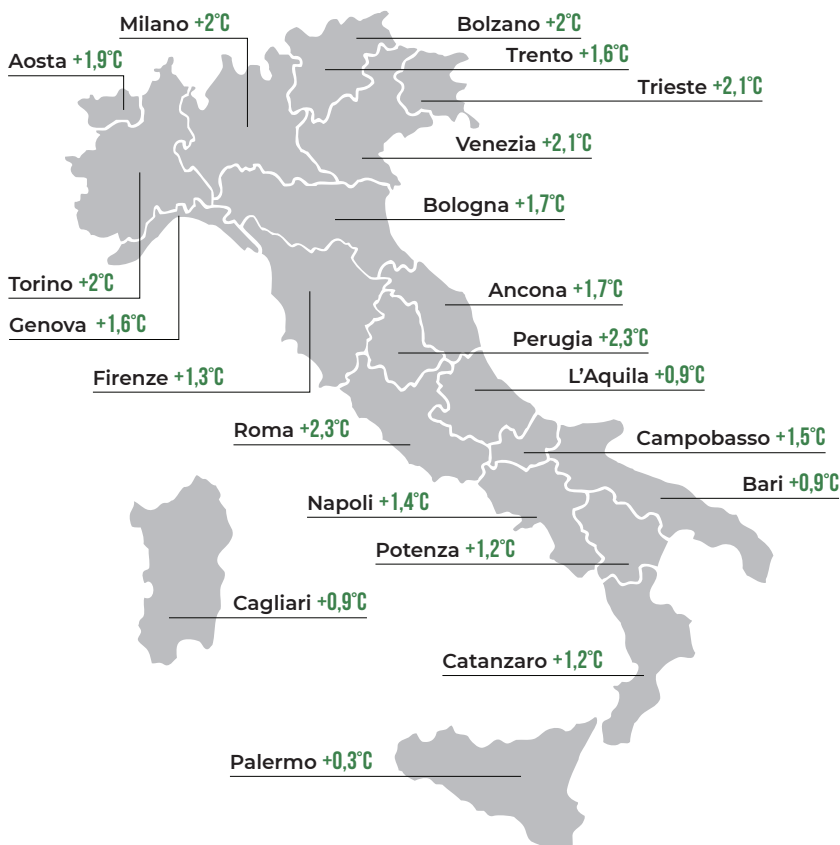 Milano +2°C
Bolzano +2°C
Aosta +1,9°C
Trento +1,6°C
Trieste +2,1°C
Venezia +2,1°C
Bologna +1,7°C
Torino +2°C
Ancona +1,7°C
Genova +1,6°C
Perugia +2,3°C
Firenze +1,3°C
L’Aquila +0,9°C
Roma +2,3°C
Campobasso +1,5°C
Bari +0,9°C
Napoli +1,4°C
Potenza +1,2°C
Cagliari +0,9°C
Catanzaro +1,2°C
Palermo +0,3°C